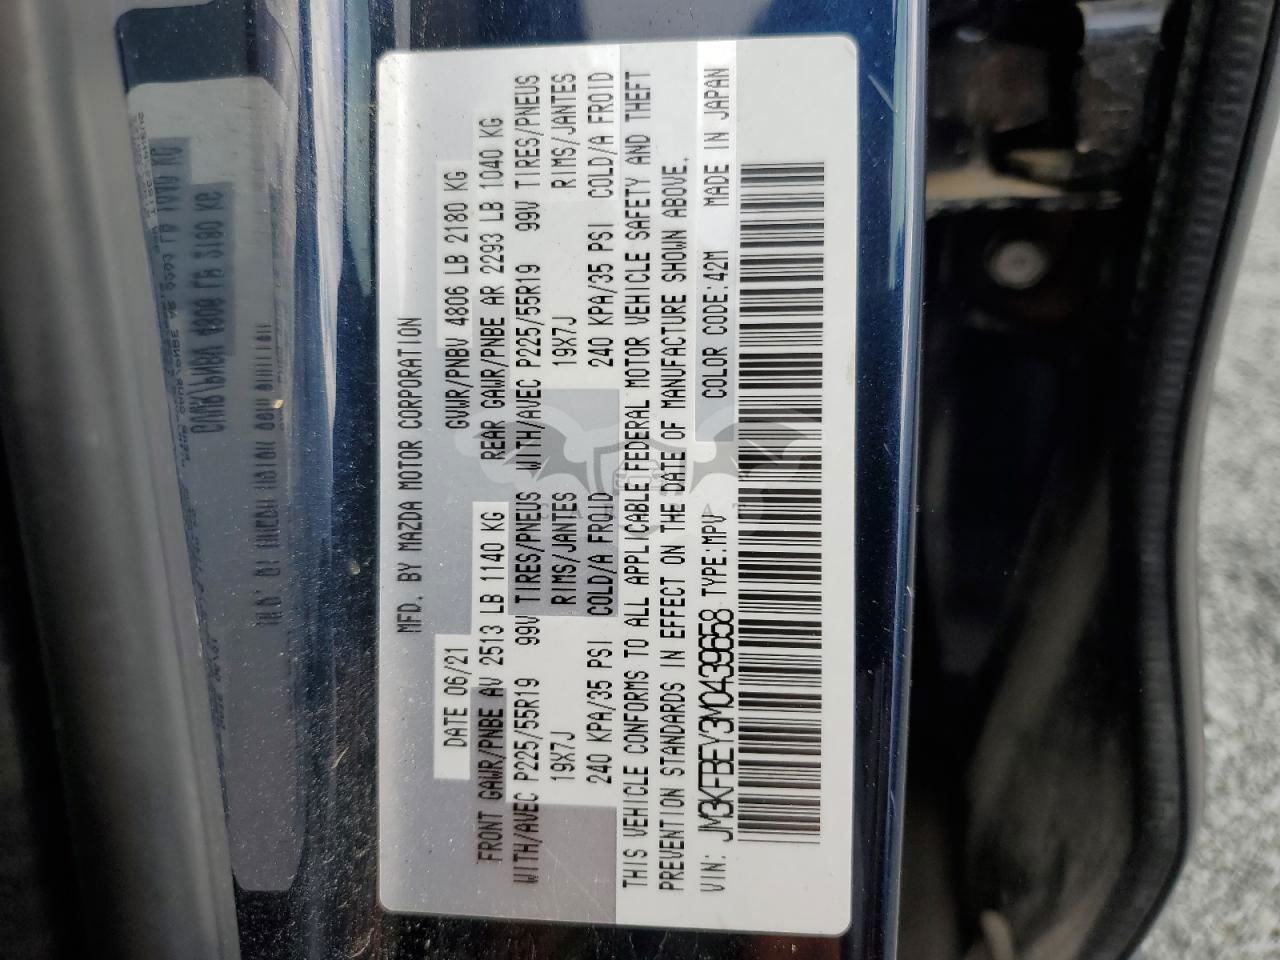 MFD. BY MAZDA MOTOR CORPORATION
DATE 06/21 GVWR/PNBV 4806 LB 2180 KG
FRONT GAWR/PNBE AV 2513 LB 1140 KG REAR GAWR/PNBE AR 2293 LB 1040 KG
WITH/AVEC P225/55R19 99V TIRES/PNEUS WITH/AVEC P225/55R19 99V TIRES/PNEUS
19X7J RIMS/JANTES 19X7J RIMS/JANTES
240 KPA/35 PSI COLD/A FROID 240 KPA/35 PSI COLD/A FROID
THIS VEHICLE CONFORMS TO ALL APPLICABLE FEDERAL MOTOR VEHICLE SAFETY AND THEFT
PREVENTION STANDARDS IN EFFECT ON THE DATE OF MANUFACTURE SHOWN ABOVE.
VIN: JM3KFBEY3M0439658 TYPE:MPV COLOR CODE:42M MADE IN JAPAN